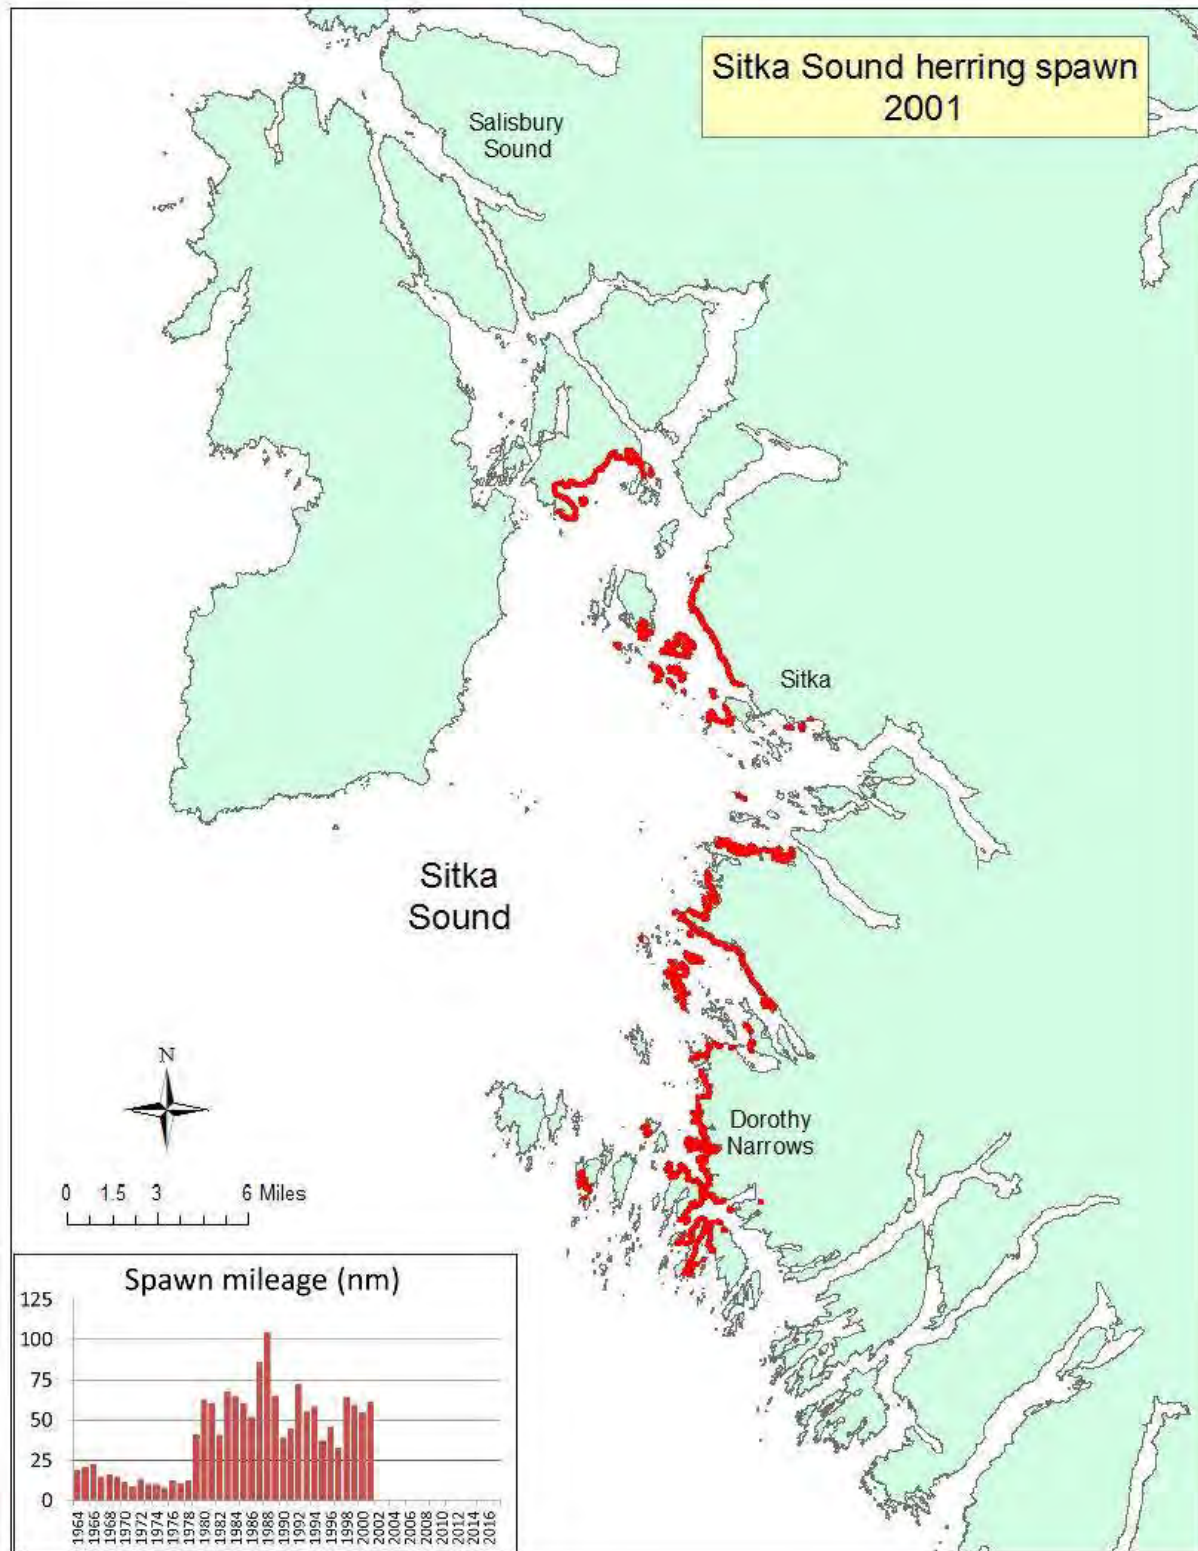 Sitka Sound herring spawn
2001
Salisbury
Sound
Sitka
Sitka
Sound
N
Dorothy
Narrows
0 1.5 3 6 Miles
Spawn mileage (nm)
125
100
75
50
25
0
1964 1966 1968 1970 1972 1974 1976 1978 1980 1982 1984 1986 1988 1990 1992 1994 1996 1998 2000 2002 2004 2006 2008 2010 2012 2014 2016